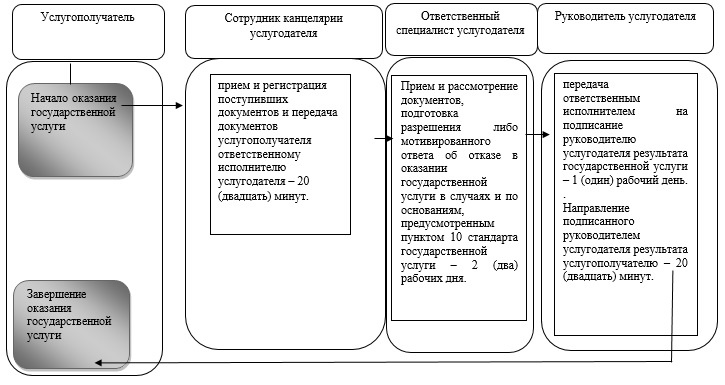 Услугополучатель
Сотрудник канцелярии
услугодателя
Ответственный
специалист услугодателя
Руководитель услугодателя
Начало оказания
государственной
услуги
прием и регистрация
поступивших
документов и передача
документов
услугополучателя
ответственному
исполнителю
услугодателя – 20
(двадцать) минут.
Прием и рассмотрение
документов,
подготовка
разрешения либо
мотивированного
ответа об отказе в
оказании
государственной
услуги в случаях и по
основаниям,
предусмотренным
пунктом 10 стандарта
государственной
услуги – 2 (два)
рабочих дня.
передача
ответственным
исполнителем на
подписание
руководителю
услугодателя результата
государственной услуги
– 1 (один) рабочий день.
.
Направление
подписанного
руководителем
услугодателя результата
услугополучателю – 20
(двадцать) минут.
Завершение
оказания
государственной
услуги